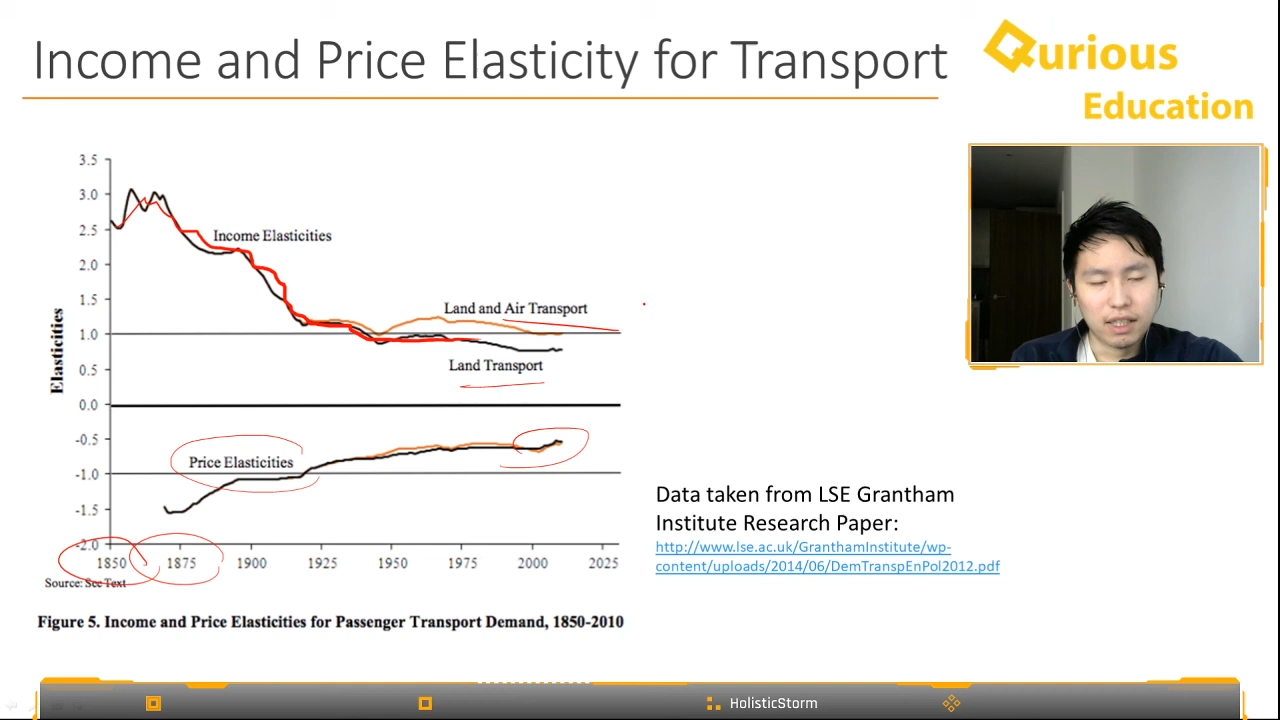 Income and Price Elasticity for Transport
Qurious
Education
3.5
3.0
2.5
2.0
1.5
1.0
0.5
0.0
-0.5
-1.0
-1.5
-2.0
Elasticities
Income Elasticities
Land and Air Transport
Land Transport
Price Elasticities
1850 1875 1900 1925 1950 1975 2000 2025
Source: See Text
Figure 5. Income and Price Elasticities for Passenger Transport Demand, 1850-2010
Data taken from LSE Grantham
Institute Research Paper:
http://www.lse.ac.uk/GranthamInstitute/wp-
content/uploads/2014/06/DemTranspEnPol2012.pdf
HolisticStorm